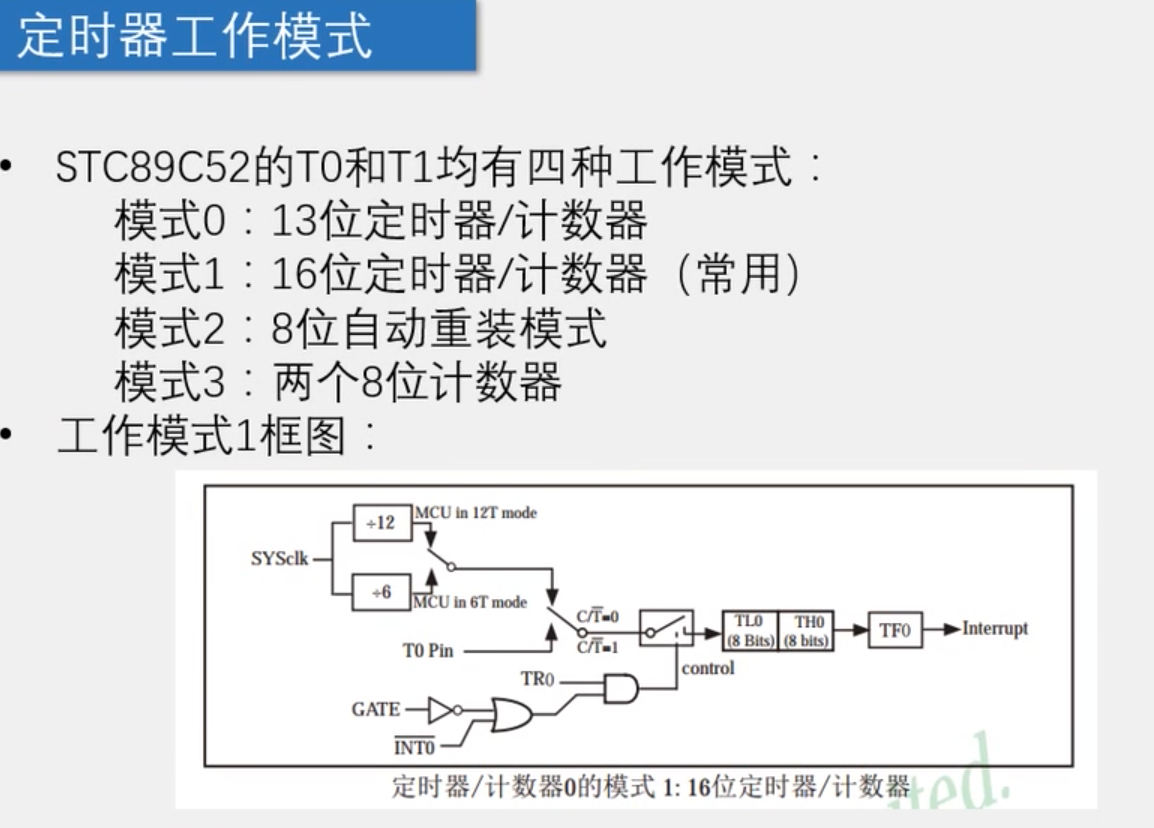 定时器工作模式
• STC89C52的T0和T1均有四种工作模式：
模式0：13位定时器/计数器
模式1：16位定时器/计数器（常用）
模式2：8位自动重装模式
模式3：两个8位计数器
• 工作模式1框图：
÷12
MCU in 12T mode
SYSclk
÷6
MCU in 6T mode
C/T̅=0
T0 Pin
C/T̅=1
TL0
(8 Bits)
TH0
(8 bits)
TF0
Interrupt
control
TR0
GATE
I̅N̅T̅0̅
定时器/计数器0的模式 1: 16位定时器/计数器
ited.